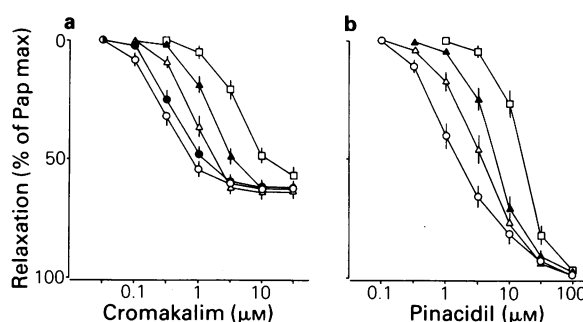 a
b
Relaxation (% of Pap max)
0
50
100
0.1 1 10
0.1 1 10 100
Cromakalim (μM)
Pinacidil (μM)